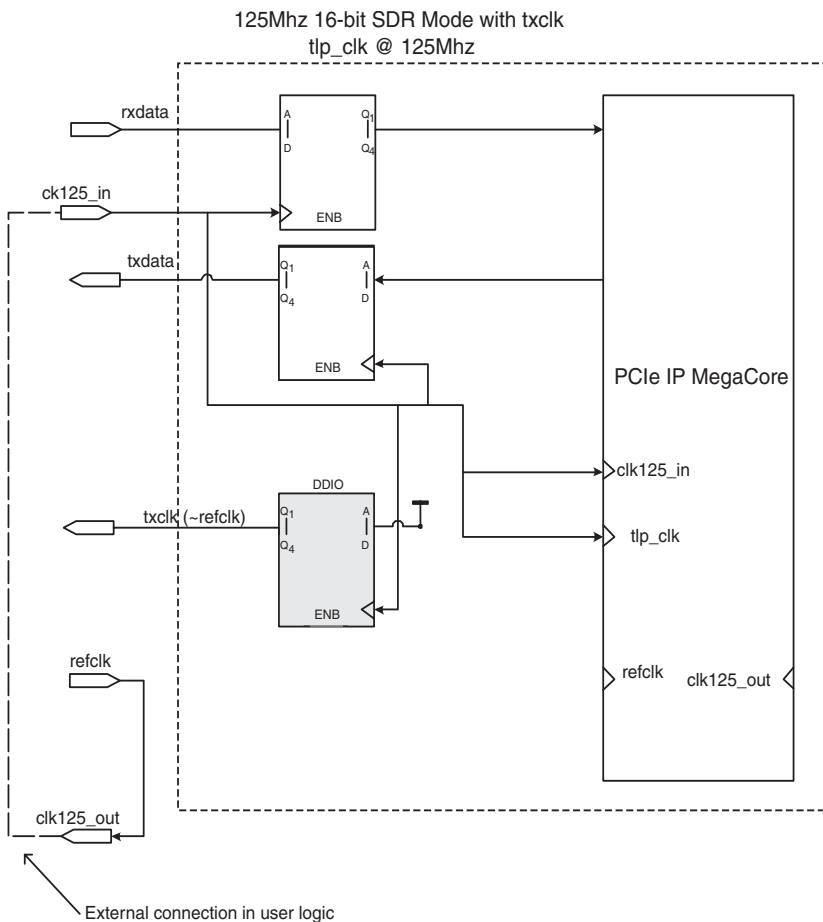 125Mhz 16-bit SDR Mode with txclk
tlp_clk @ 125Mhz
rxdata
A
D
Q1
Q4
ENB
ck125_in
txdata
Q1
Q4
A
D
ENB
PCIe IP MegaCore
clk125_in
DDIO
txclk (~refclk)
Q1
Q4
A
D
ENB
tlp_clk
refclk
refclk
clk125_out
clk125_out
External connection in user logic